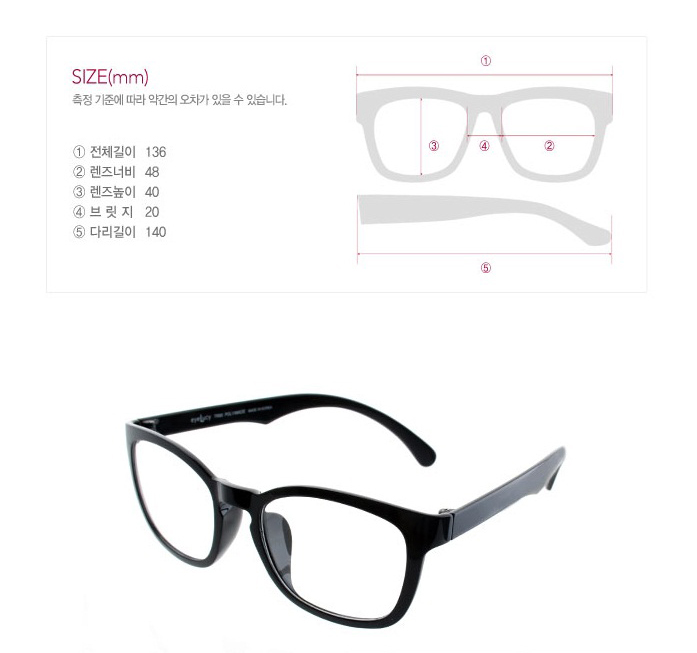 SIZE(mm)
측정 기준에 따라 약간의 오차가 있을 수 있습니다.
① 전체길이 136
② 렌즈너비 48
③ 렌즈높이 40
④ 브 릿 지 20
⑤ 다리길이 140
①
③ ④ ②
⑤